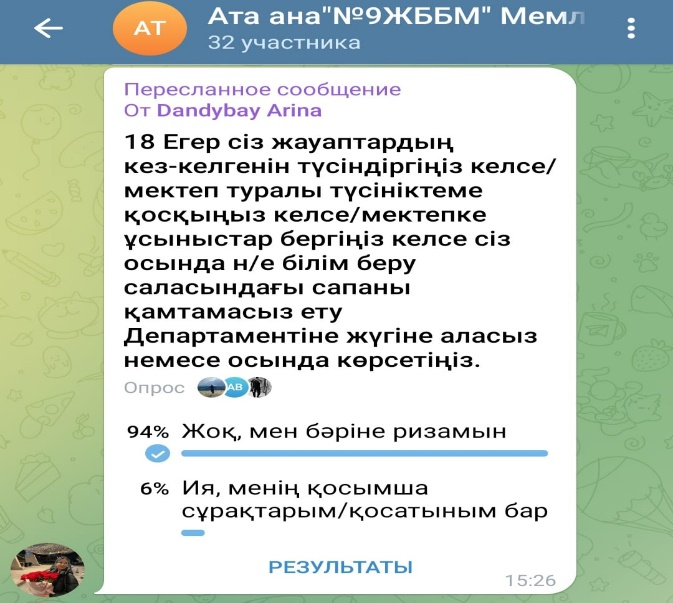 АТ
Ата ана"№9ЖББМ" Мемл
32 участника
Пересланное сообщение
От Dandybay Arina
18 Егер сіз жауаптардың
кез-келгенін түсіндіргіңіз келсе/
мектеп туралы түсініктеме
қосқыңыз келсе/мектепке
ұсыныстар бергіңіз келсе сіз
осында н/е білім беру
саласындағы сапаны
қамтамасыз ету
Департаментіне жүгіне аласыз
немесе осында көрсетіңіз.
Опрос АВ
94% Жоқ, мен бәріне ризамын
6% Ия, менің қосымша
сұрақтарым/қосатыным бар
РЕЗУЛЬТАТЫ
15:26